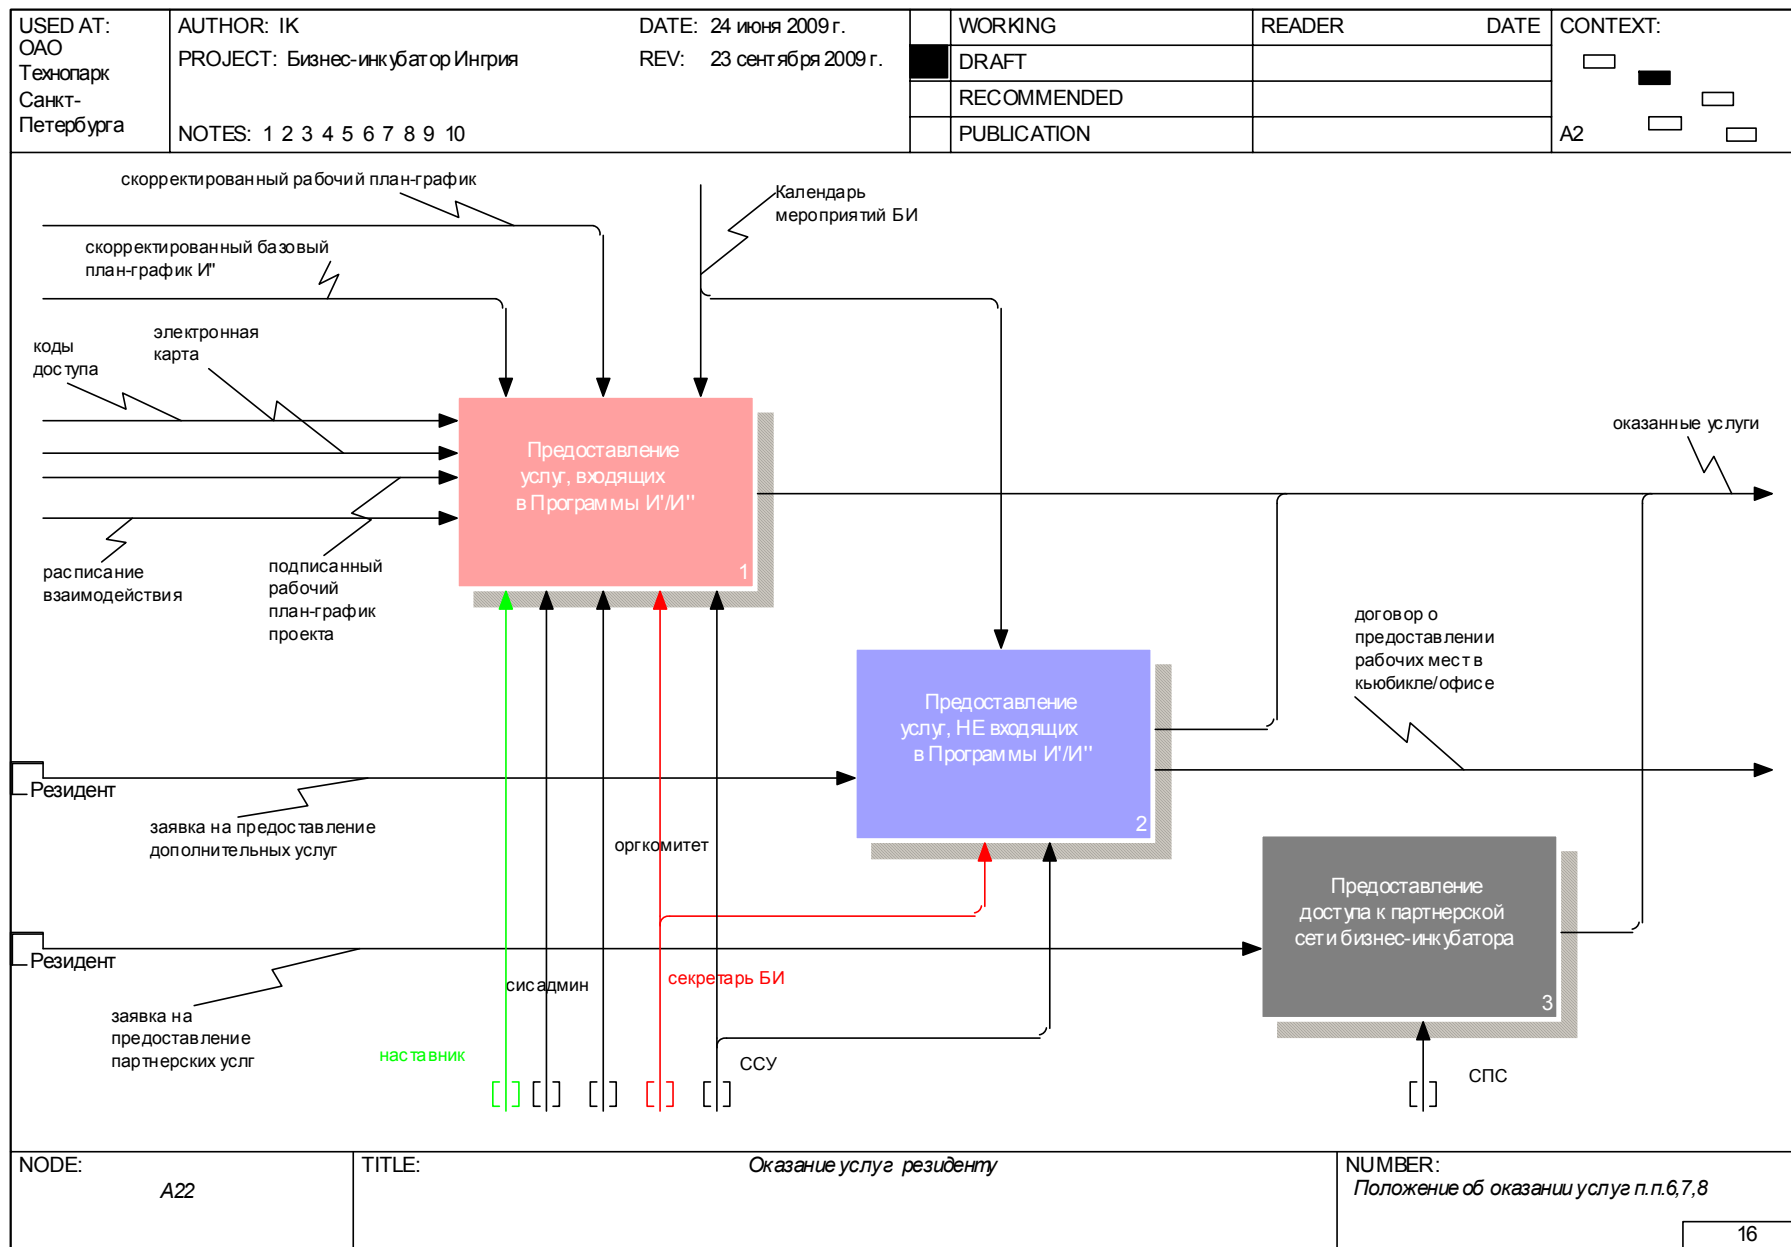 USED AT:
ОАО
Технопарк
Санкт-
Петербурга
AUTHOR: IK
DATE: 24 июня 2009 г.
PROJECT: Бизнес-инкубатор Ингрия
REV: 23 сентября 2009 г.
NOTES: 1 2 3 4 5 6 7 8 9 10
WORKING
DRAFT
RECOMMENDED
PUBLICATION
READER DATE
CONTEXT:
A2
скорректированный рабочий план-график
Календарь
мероприятий БИ
скорректированный базовый
план-график И"
электронная
карта
коды
доступа
оказанные услуги
Предоставление
услуг, входящих
в Программы И'/И''
1
расписание
взаимодействия
подписанный
рабочий
план-график
проекта
договор о
предоставлении
рабочих мест в
кьюбикле/офисе
Предоставление
услуг, НЕ входящих
в Программы И'/И''
2
Резидент
заявка на предоставление
дополнительных услуг
оргкомитет
Предоставление
доступа к партнерской
сети бизнес-инкубатора
3
Резидент
сисадмин
секретарь БИ
заявка на
предоставление
партнерских услг
наставник
ССУ
СПС
NODE:
A22
TITLE:
Оказание услуг резиденту
NUMBER:
Положение об оказании услуг п.п.6,7,8
16